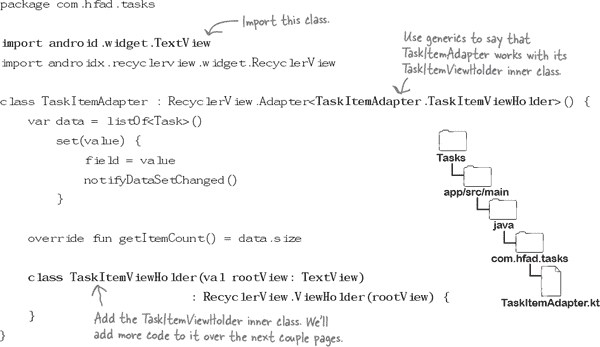 package com.hfad.tasks
Import this class.
import android.widget.TextView
import androidx.recyclerview.widget.RecyclerView
Use generics to say that
TaskItemAdapter works with its
TaskItemViewHolder inner class.
class TaskItemAdapter : RecyclerView.Adapter<TaskItemAdapter.TaskItemViewHolder>() {
var data = listOf<Task>()
set(value) {
field = value
notifyDataSetChanged()
}
override fun getItemCount() = data.size
class TaskItemViewHolder(val rootView: TextView)
: RecyclerView.ViewHolder(rootView) {
}
Add the TaskItemViewHolder inner class. We'll
add more code to it over the next couple pages.
}
Tasks
app/src/main
java
com.hfad.tasks
TaskItemAdapter.kt